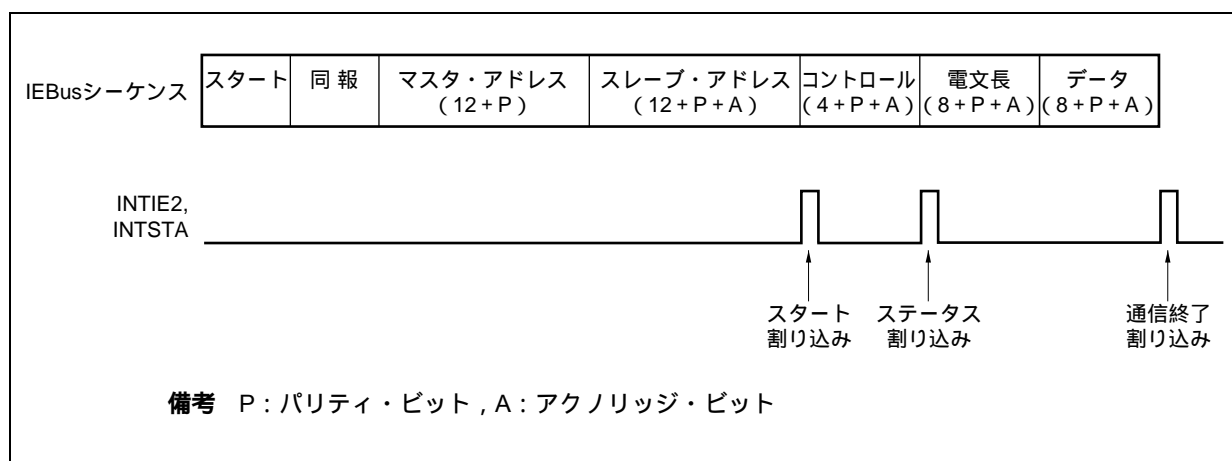 IEBusシーケンス
スタート
同 報
マスタ・アドレス
(12+P)
スレーブ・アドレス
(12+P+A)
コントロール
(4+P+A)
電文長
(8+P+A)
データ
(8+P+A)
INTIE2,
INTSTA
スタート
割り込み
ステータス
割り込み
通信終了
割り込み
備考 P:パリティ・ビット,A:アクノリッジ・ビット